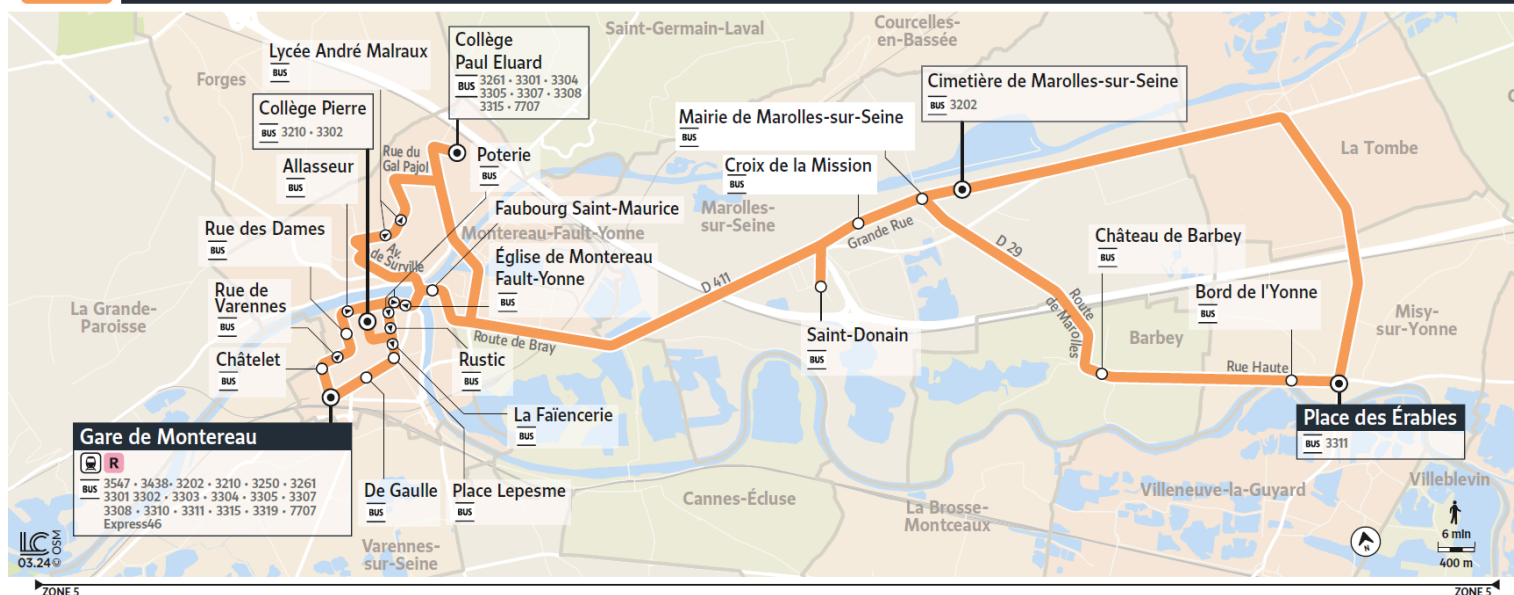 Lycée André Malraux
BUS
Forges
Collège
Paul Eluard
BUS
3261 • 3301 • 3304
3305 • 3307 • 3308
3315 • 7707
Saint-Germain-Laval
Courcelles-
en-Bassée
Cimetière de Marolles-sur-Seine
BUS 3202
Collège Pierre
BUS 3210 • 3302
Mairie de Marolles-sur-Seine
BUS
La Tombe
Allasseur
BUS
Rue du
Gal Pajol
Poterie
BUS
Croix de la Mission
BUS
Rue des Dames
BUS
Faubourg Saint-Maurice
Marolles-
sur-Seine
Montereau-Fault-Yonne
Av.
de Surville
Grande Rue
D 29
Château de Barbey
BUS
Église de Montereau
Fault-Yonne
BUS
D 411
Rue de
Varennes
BUS
La Grande-
Paroisse
Route
de Marolles
Bord de l'Yonne
BUS
Misy-
sur-Yonne
Route de Bray
Saint-Donain
BUS
Barbey
Châtelet
BUS
Rustic
BUS
Rue Haute
La Faïencerie
BUS
Place des Érables
BUS 3311
Gare de Montereau
R
BUS
3547 • 3438• 3202 • 3210 • 3250 • 3261
3301 3302 • 3303 • 3304 • 3305 • 3307
3308 • 3310 • 3311 • 3315 • 3319 • 7707
Express46
De Gaulle
BUS
Place Lepesme
BUS
Cannes-Écluse
La Brosse-
Montceaux
Villeneuve-la-Guyard
Villeblevin
Varennes-
sur-Seine
LC
03.24 © OSM
N
6 min
400 m
ZONE 5
ZONE 5